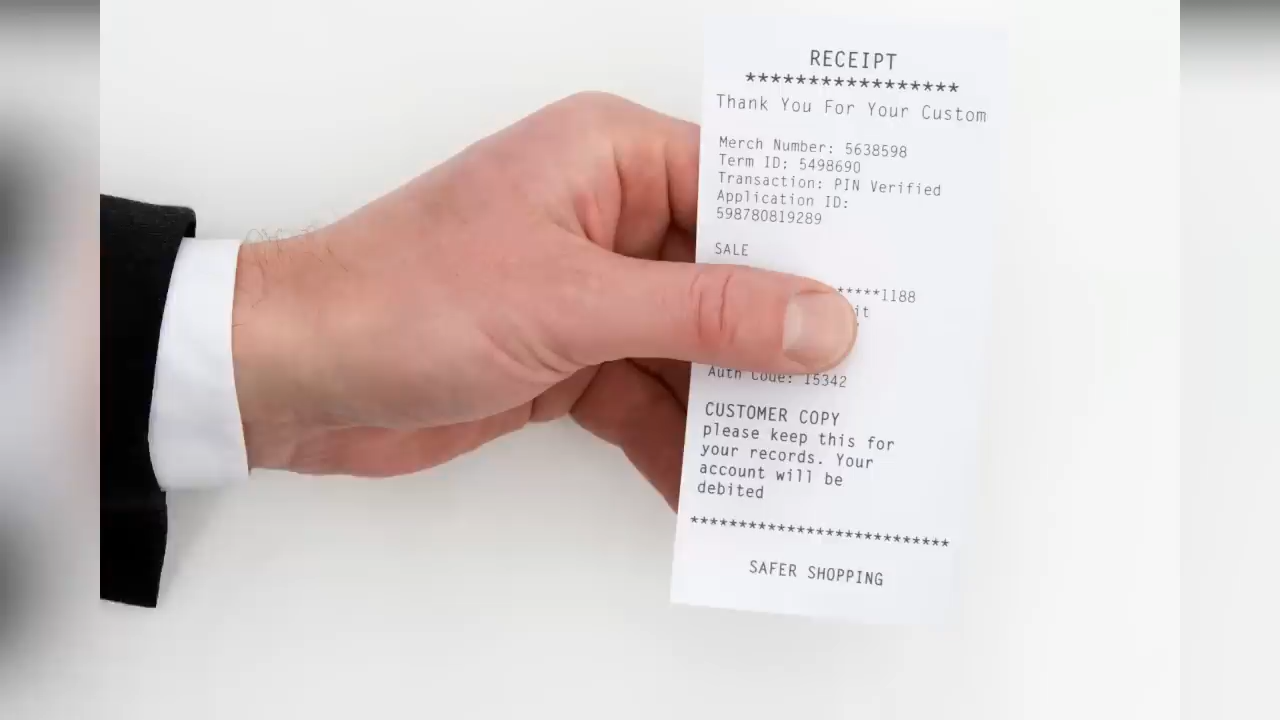 RECEIPT
*****************
Thank You For Your Custom
Merch Number: 5638598
Term ID: 5498690
Transaction: PIN Verified
Application ID:
598780819289
SALE
*****1188
Auth Code: 15342
CUSTOMER COPY
please keep this for
your records. Your
account will be
debited
***************************
SAFER SHOPPING